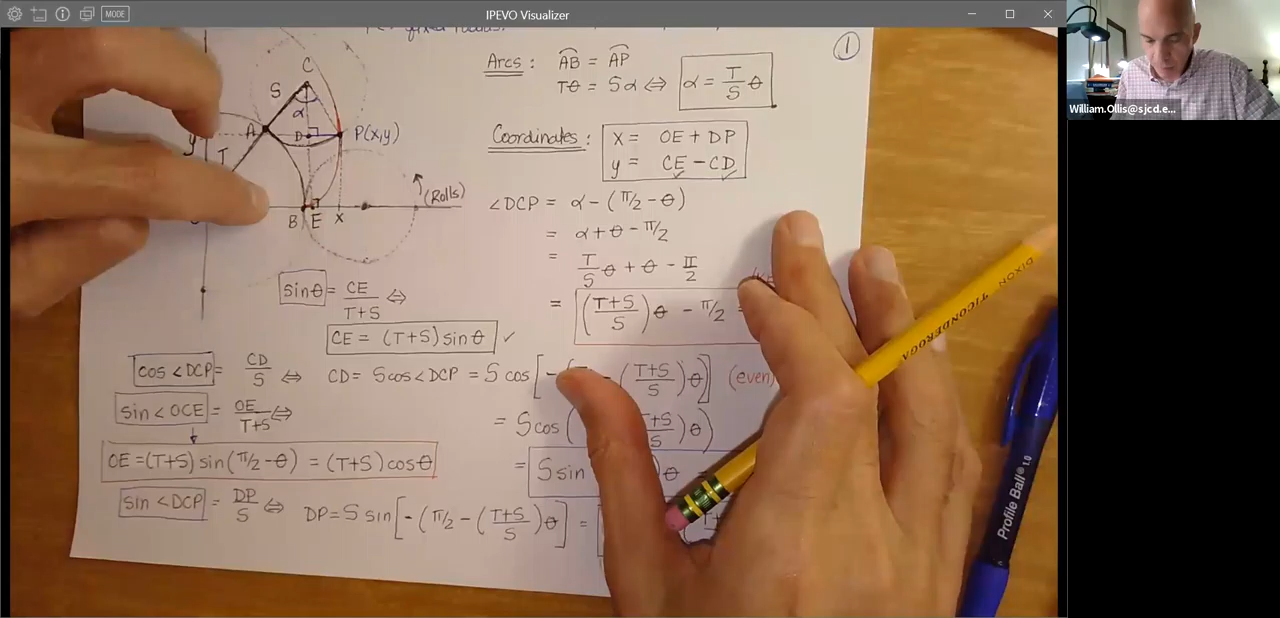 IPEVO Visualizer
MODE
William.Ollis@sjcd.e...
①
C
S
α
A
D
P(x,y)
y
T
(Rolls)
B E x
Arcs : AB = AP
Tθ = Sα ⇔ α = T/S θ
Coordinates : x = OE + DP
y = CE - CD
∠DCP = α - (π/2 - θ)
= α + θ - π/2
= T/S θ + θ - π/2
= (T+S/S) θ - π/2
sinθ = CE/T+S ⇔
CE = (T+S) sinθ ✓
cos∠DCP = CD/S ⇔ CD = S cos∠DCP = S cos[-(T+S/S)θ] (even)
sin∠OCE = OE/T+S ⇔
= S cos( T+S/S)θ)
OE = (T+S) sin(π/2 - θ) = (T+S) cosθ
= S sin θ
sin∠DCP = DP/S ⇔ DP = S sin[-(π/2 - (T+S/S)θ] =
DIXON TICONDEROGA
Profile Ball 1.0